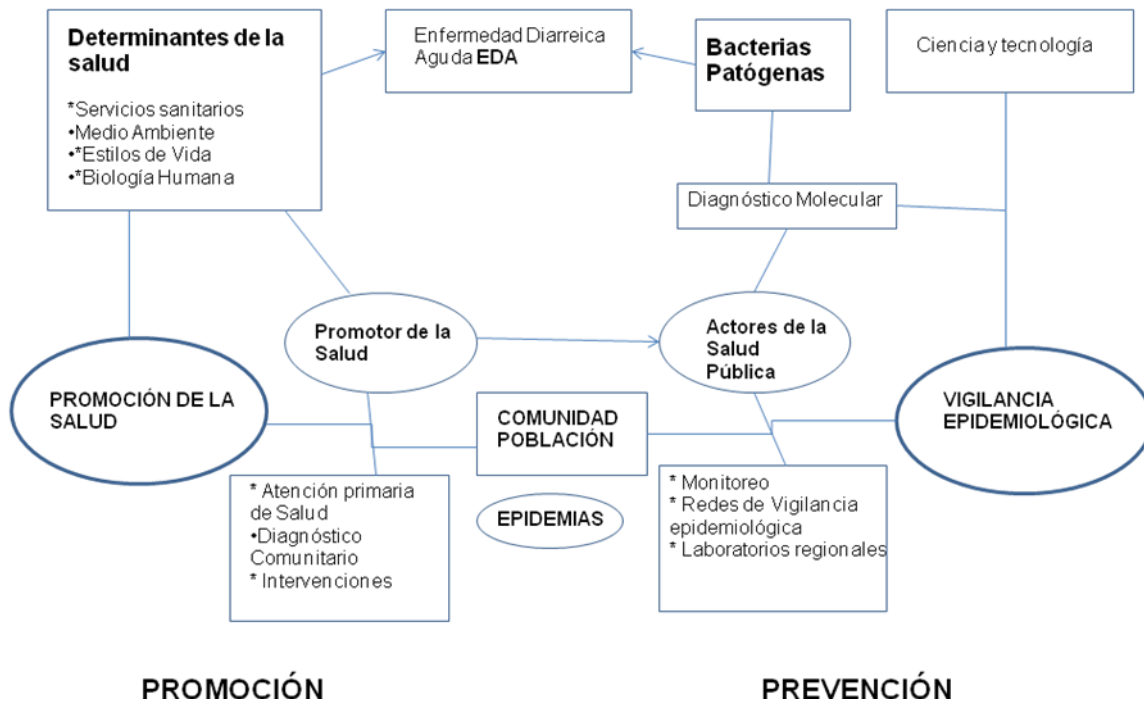 Determinantes de la
salud
*Servicios sanitarios
•Medio Ambiente
•*Estilos de Vida
•*Biología Humana
Enfermedad Diarreica
Aguda EDA
Bacterias
Patógenas
Ciencia y tecnología
Diagnóstico Molecular
Promotor de la
Salud
Actores de la
Salud
Pública
PROMOCIÓN DE LA
SALUD
COMUNIDAD
POBLACIÓN
VIGILANCIA
EPIDEMIOLÓGICA
* Atención primaria
de Salud
•Diagnóstico
Comunitario
* Intervenciones
EPIDEMIAS
* Monitoreo
* Redes de Vigilancia
epidemiológica
* Laboratorios regionales
PROMOCIÓN
PREVENCIÓN